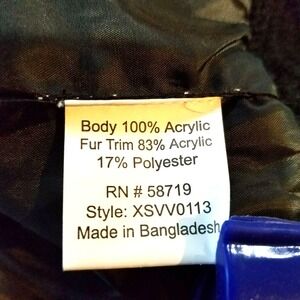 Body 100% Acrylic
Fur Trim 83% Acrylic
17% Polyester
RN # 58719
Style: XSVV0113
Made in Bangladesh